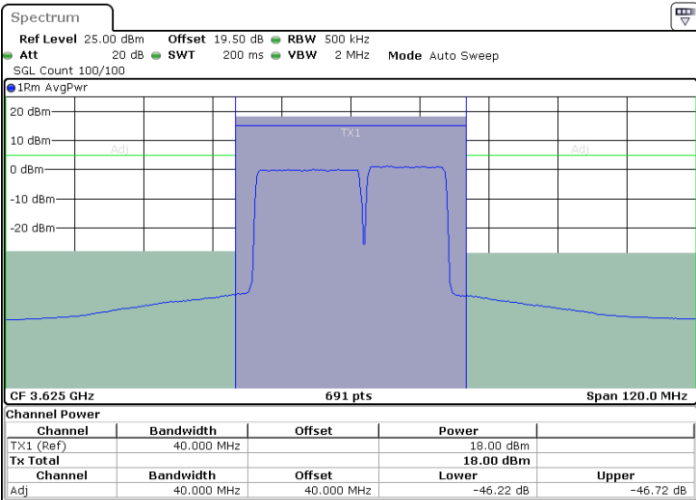 Spectrum
Ref Level 25.00 dBm Offset 19.50 dB RBW 500 kHz
Att 20 dB SWT 200 ms VBW 2 MHz Mode Auto Sweep
SGL Count 100/100
1Rm AvgPwr
20 dBm
TX1
10 dBm
Adj Adj
0 dBm
-10 dBm
-20 dBm
CF 3.625 GHz 691 pts Span 120.0 MHz
Channel Power
Channel Bandwidth Offset Power
TX1 (Ref) 40.000 MHz 18.00 dBm
Tx Total 18.00 dBm
Channel Bandwidth Offset Lower Upper
Adj 40.000 MHz 40.000 MHz -46.22 dB -46.72 dB